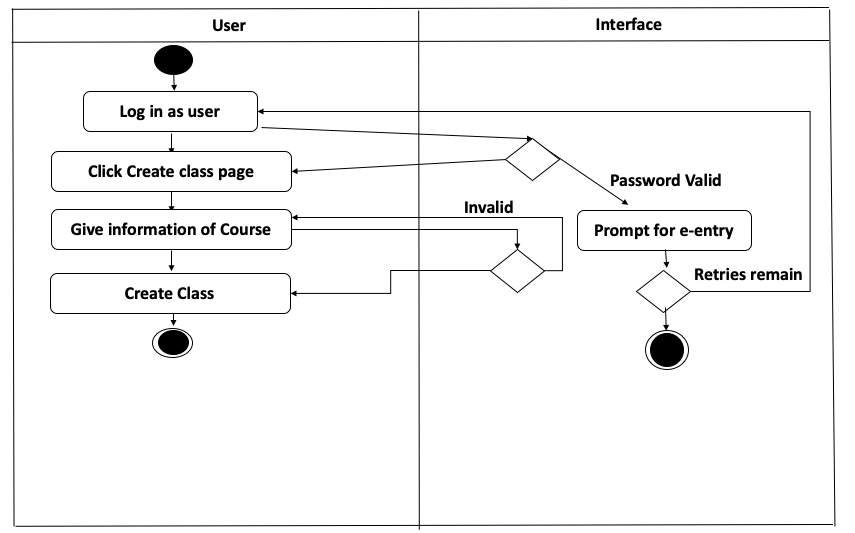 User
Interface
Log in as user
Click Create class page
Password Valid
Invalid
Give information of Course
Prompt for e-entry
Retries remain
Create Class